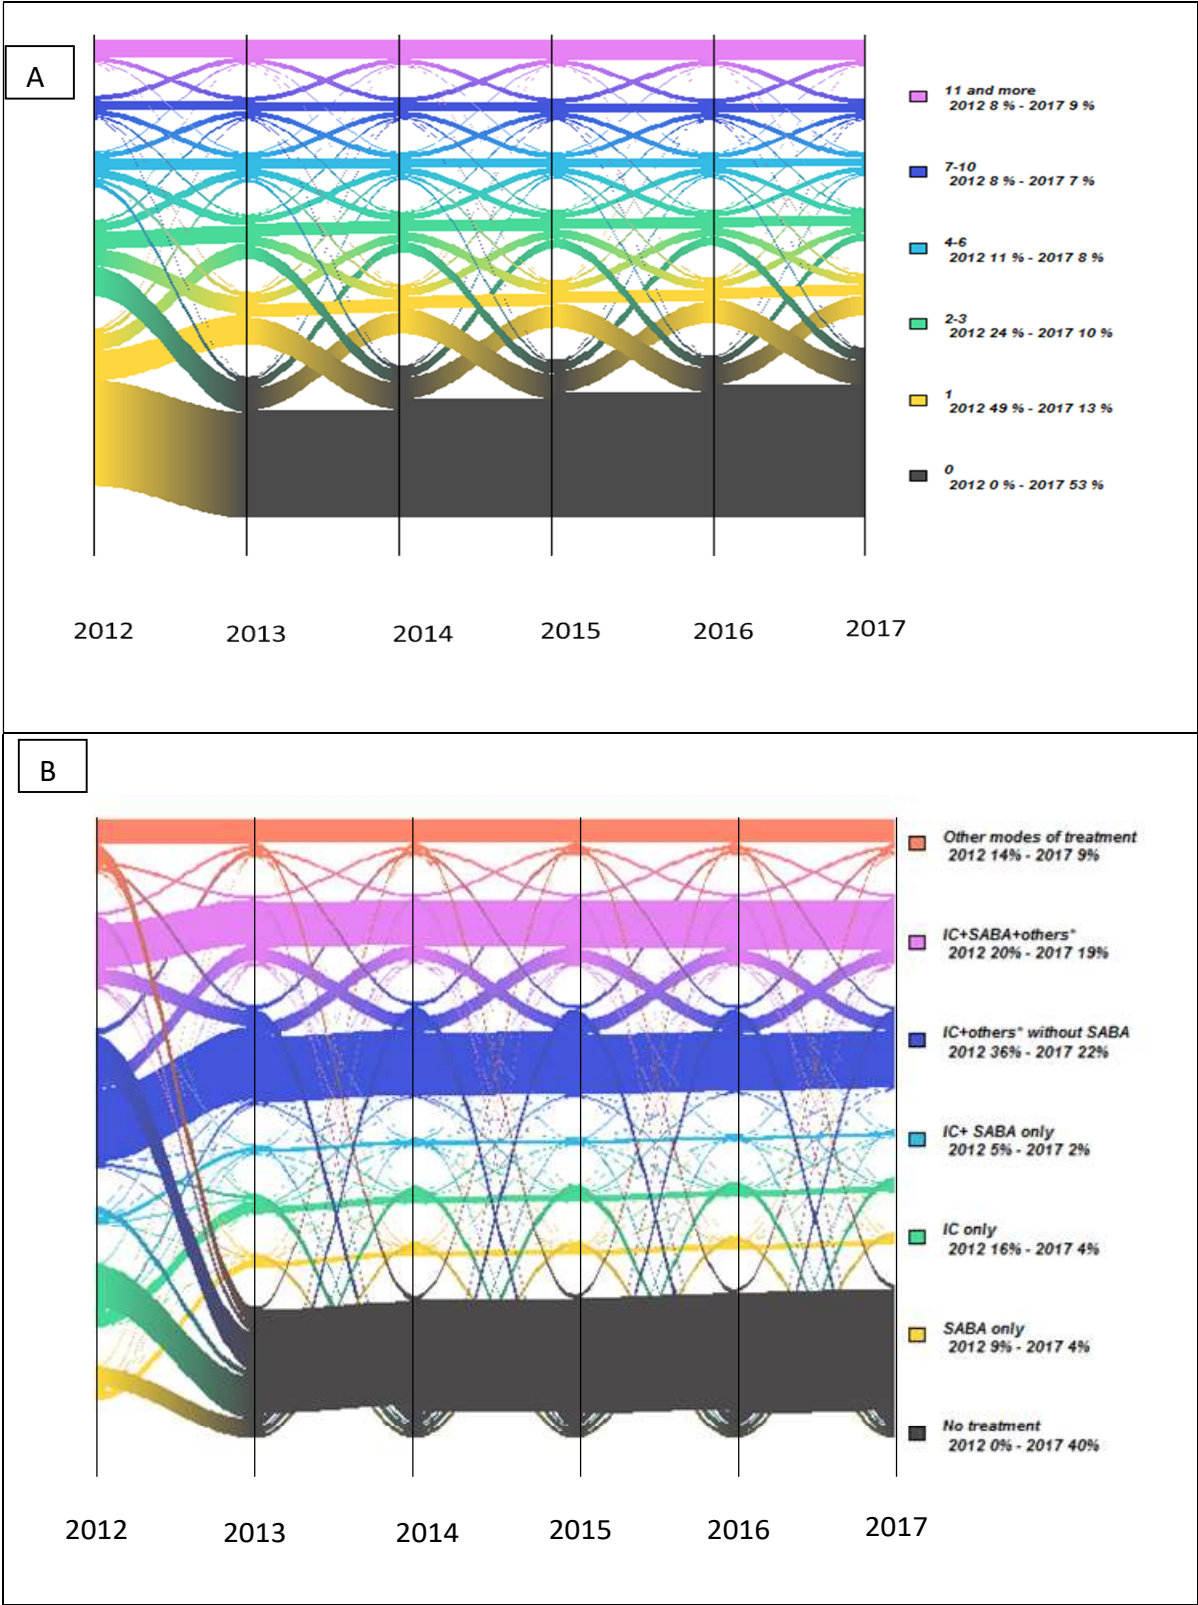 A
11 and more
2012 8 % - 2017 9 %
7-10
2012 8 % - 2017 7 %
4-6
2012 11 % - 2017 8 %
2-3
2012 24 % - 2017 10 %
1
2012 49 % - 2017 13 %
0
2012 0 % - 2017 53 %
2012 2013 2014 2015 2016 2017
B
Other modes of treatment
2012 14% - 2017 9%
IC+SABA+others*
2012 20% - 2017 19%
IC+others* without SABA
2012 36% - 2017 22%
IC+ SABA only
2012 5% - 2017 2%
IC only
2012 16% - 2017 4%
SABA only
2012 9% - 2017 4%
No treatment
2012 0% - 2017 40%
2012 2013 2014 2015 2016 2017